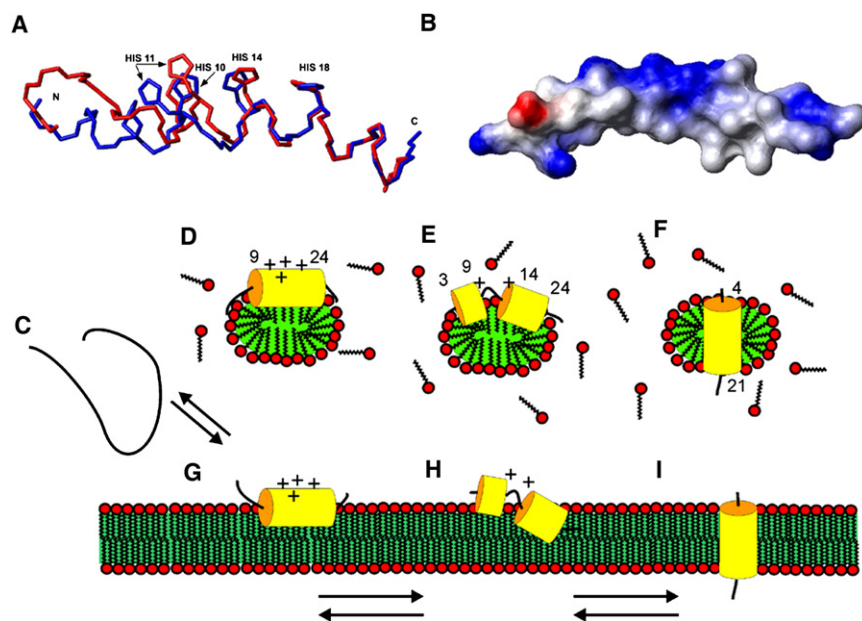 A
B
HIS 11
HIS 10
HIS 14
HIS 18
N
C
D
9 + + + 24
+
E
3 9 + + 14 24
F
4
21
C
G
+ + +
+
H
+ +
I